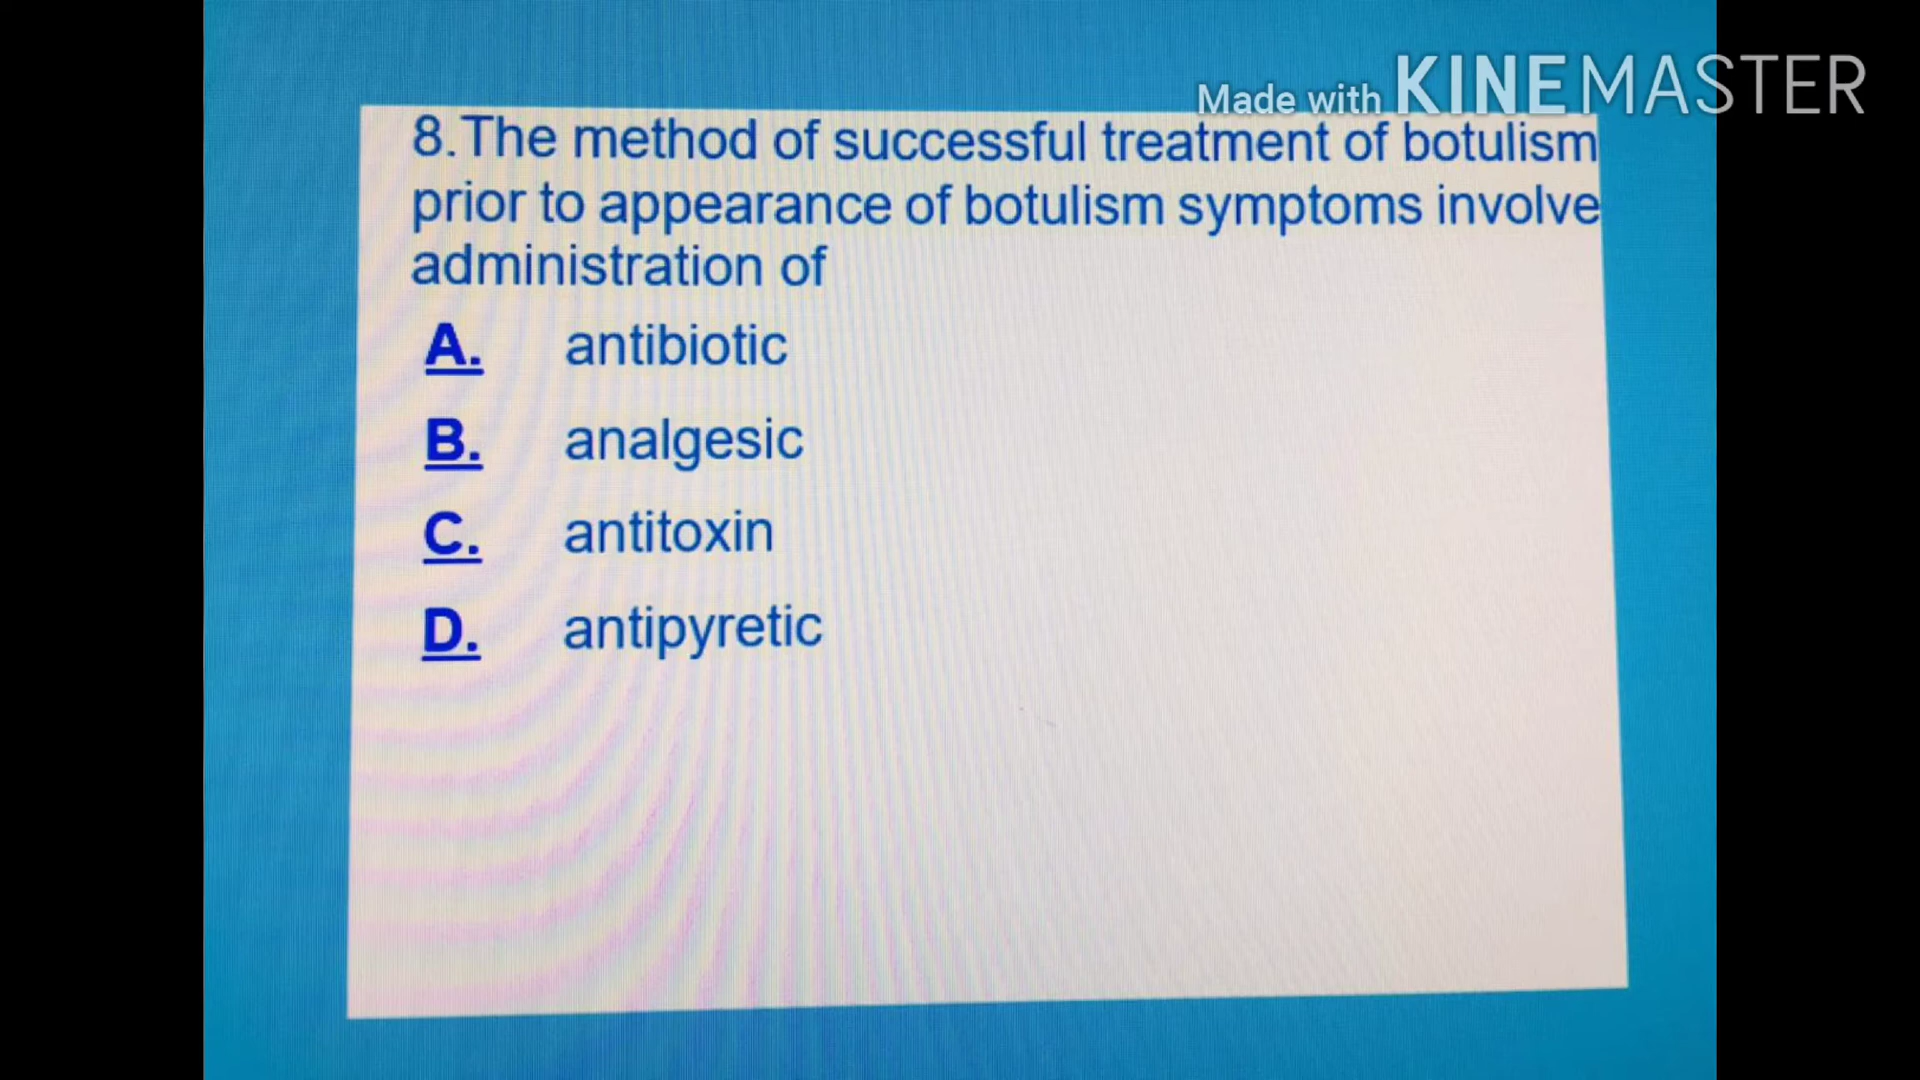 Made with KINEMASTER
8.The method of successful treatment of botulism
prior to appearance of botulism symptoms involve
administration of
A. antibiotic
B. analgesic
C. antitoxin
D. antipyretic